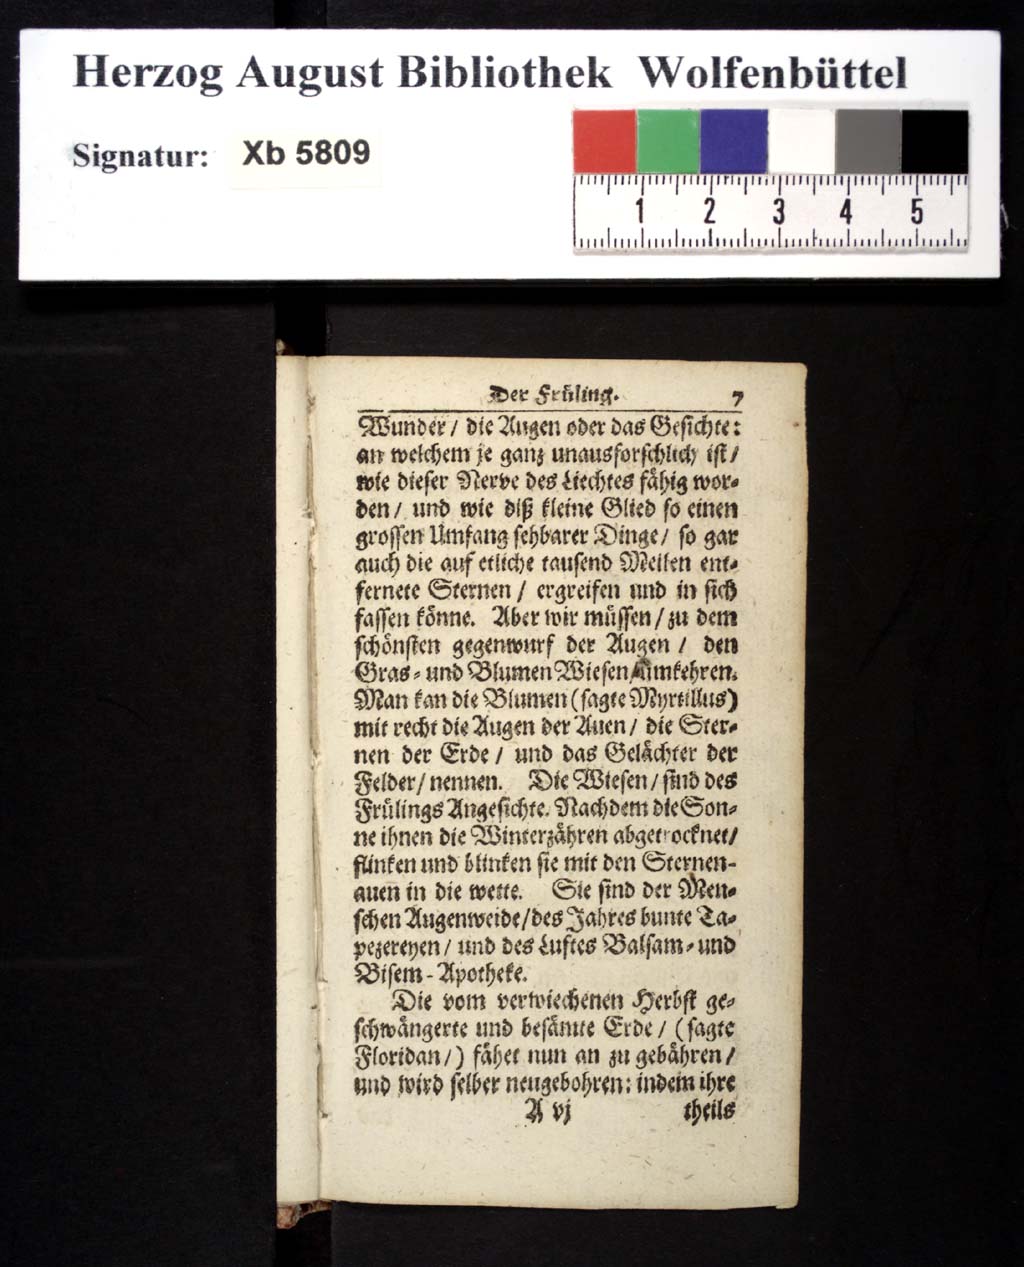 Herzog August Bibliothek Wolfenbüttel
Signatur: Xb 5809
1 2 3 4 5
Der Früling. 7
Wunder / die Augen oder das Gesichte:
an welchem je ganz unausforschlich ist /
wie dieser Nerve des Liechtes fähig wor-
den / und wie diß kleine Glied so einen
grossen Umfang sehbarer Dinge / so gar
auch die auf etliche tausend Meilen ent-
fernete Sternen / ergreifen und in sich
fassen könne. Aber wir müssen / zu dem
schönsten gegenwurf der Augen / den
Gras- und Blumen Wiesen / umkehren.
Man kan die Blumen (sagte Myrtillus)
mit recht die Augen der Auen / die Ster-
nen der Erde / und das Gelächter der
Felder / nennen. Die Wiesen / sind des
Frülings Angesichte. Nachdem die Son-
ne ihnen die Winterzähren abgetrocknet /
flinken und blinken sie mit den Sternen-
auen in die wette. Sie sind der Men-
schen Augenweide / des Jahres bunte Ta-
pezereyen / und des Luftes Balsam- und
Bisem-Apotheke.
Die vom verwiechenen Herbst ge-
schwängerte und besämte Erde / (sagte
Floridan /) fähet nun an zu gebähren /
und wird selber neugebohren: indem ihre
A vj theils